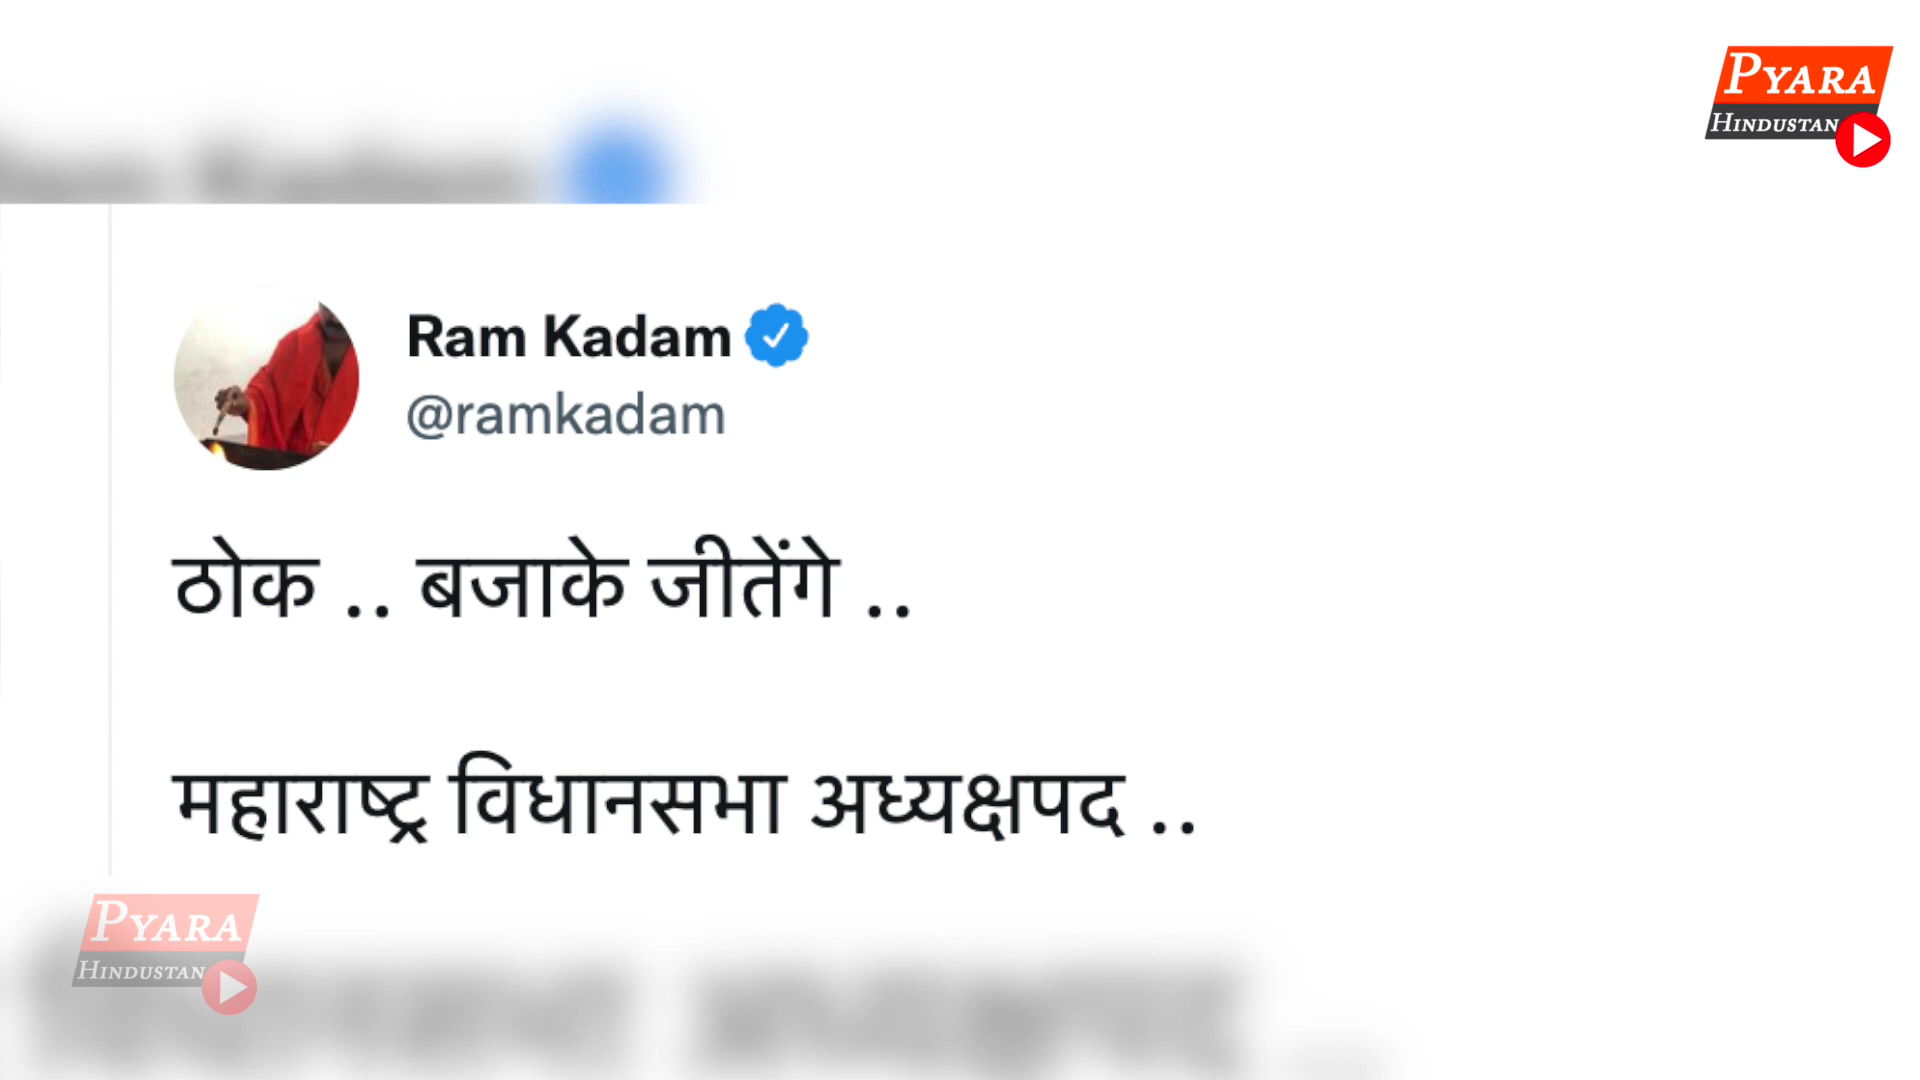 PYARA
HINDUSTAN
Ram Kadam
@ramkadam
ठोक .. बजाके जीतेंगे ..
महाराष्ट्र विधानसभा अध्यक्षपद ..
PYARA
HINDUSTAN